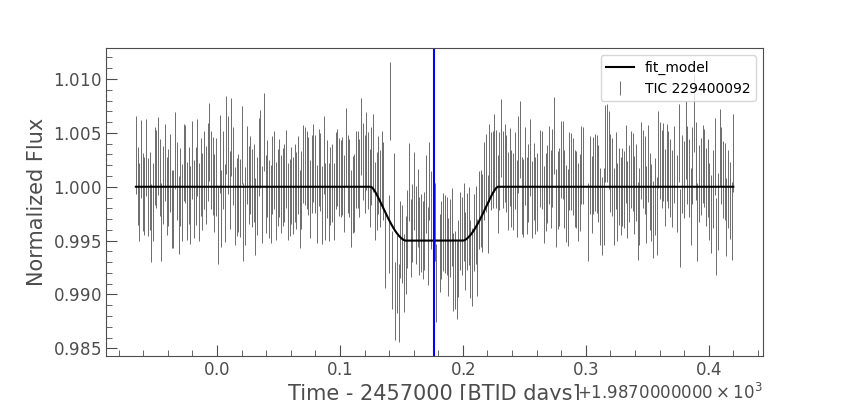 fit_model
TIC 229400092
Normalized Flux
1.010
1.005
1.000
0.995
0.990
0.985
0.0
0.1
0.2
0.3
0.4
Time - 2457000 [BTJD days]
+1.9870000000 × 10³